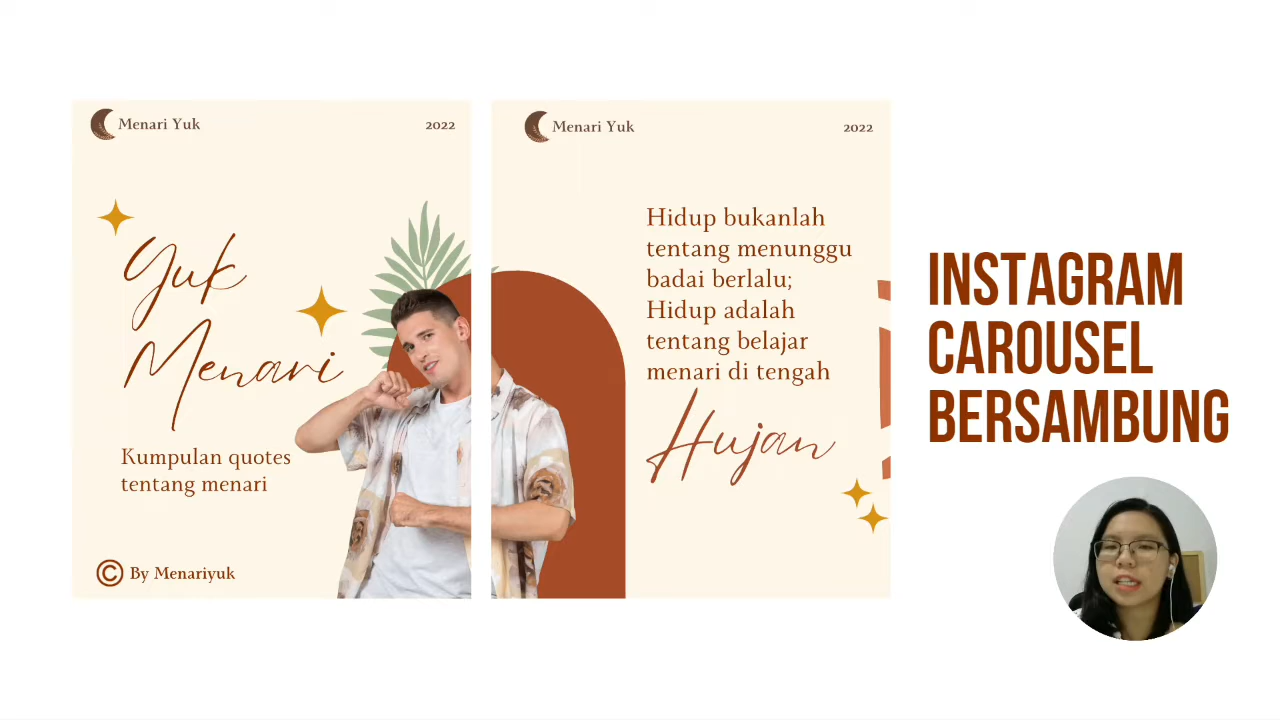 Menari Yuk
2022
Yuk
Menari
Kumpulan quotes
tentang menari
© By Menariyuk
Menari Yuk
2022
Hidup bukanlah
tentang menunggu
badai berlalu;
Hidup adalah
tentang belajar
menari di tengah
Hujan
INSTAGRAM
CAROUSEL
BERSAMBUNG